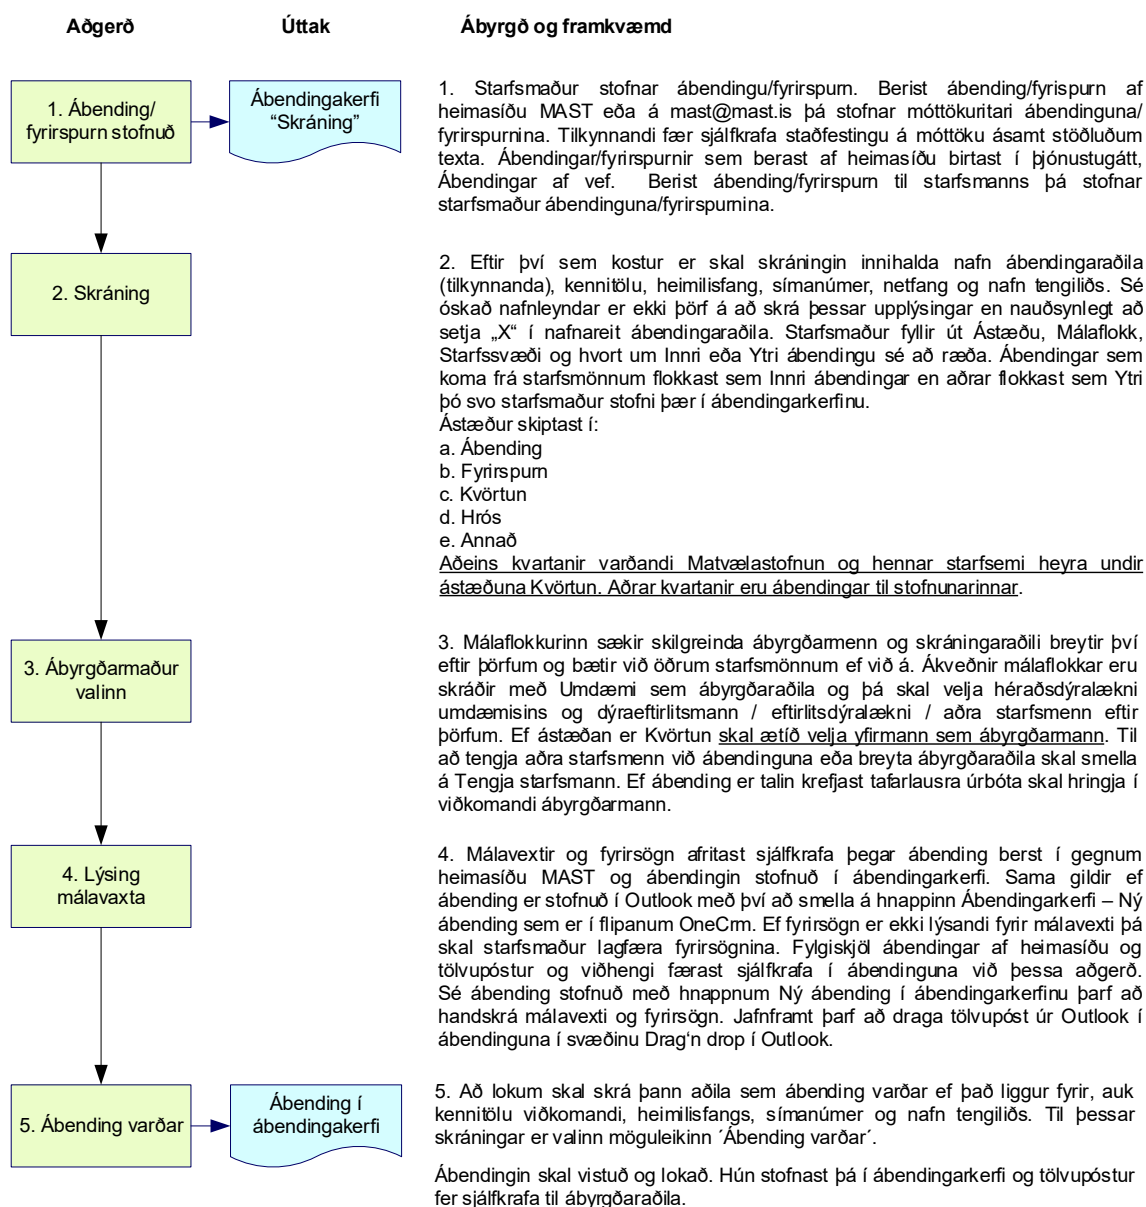 Aðgerð
Úttak
Ábyrgð og framkvæmd
1. Ábending/
fyrirspurn stofnuð
Ábendingakerfi
“Skráning”
1. Starfsmaður stofnar ábendingu/fyrirspurn. Berist ábending/fyrispurn af
heimasíðu MAST eða á mast@mast.is þá stofnar móttökuritari ábendinguna/
fyrirspurnina. Tilkynnandi fær sjálfkrafa staðfestingu á móttöku ásamt stöðluðum
texta. Ábendingar/fyrirspurnir sem berast af heimasíðu birtast í þjónustugátt,
Ábendingar af vef. Berist ábending/fyrirspurn til starfsmanns þá stofnar
starfsmaður ábendinguna/fyrirspurnina.
2. Skráning
2. Eftir því sem kostur er skal skráningin innihalda nafn ábendingaraðila
(tilkynnanda), kennitölu, heimilisfang, símanúmer, netfang og nafn tengiliðs. Sé
óskað nafnleyndar er ekki þörf á að skrá þessar upplýsingar en nauðsynlegt að
setja „X“ í nafnareit ábendingaraðila. Starfsmaður fyllir út Ástæðu, Málaflokk,
Starfssvæði og hvort um Innri eða Ytri ábendingu sé að ræða. Ábendingar sem
koma frá starfsmönnum flokkast sem Innri ábendingar en aðrar flokkast sem Ytri
þó svo starfsmaður stofni þær í ábendingarkerfinu.
Ástæður skiptast í:
a. Ábending
b. Fyrirspurn
c. Kvörtun
d. Hrós
e. Annað
Aðeins kvartanir varðandi Matvælastofnun og hennar starfsemi heyra undir
ástæðuna Kvörtun. Aðrar kvartanir eru ábendingar til stofnunarinnar.
3. Ábyrgðarmaður
valinn
3. Málaflokkurinn sækir skilgreinda ábyrgðarmenn og skráningaraðili breytir því
eftir þörfum og bætir við öðrum starfsmönnum ef við á. Ákveðnir málaflokkar eru
skráðir með Umdæmi sem ábyrgðaraðila og þá skal velja héraðsdýralækni
umdæmisins og dýraeftirlitsmann / eftirlitsdýralækni / aðra starfsmenn eftir
þörfum. Ef ástæðan er Kvörtun skal ætíð velja yfirmann sem ábyrgðarmann. Til
að tengja aðra starfsmenn við ábendinguna eða breyta ábyrgðaraðila skal smella
á Tengja starfsmann. Ef ábending er talin krefjast tafarlausra úrbóta skal hringja í
viðkomandi ábyrgðarmann.
4. Lýsing
málavaxta
4. Málavextir og fyrirsögn afritast sjálfkrafa þegar ábending berst í gegnum
heimasíðu MAST og ábendingin stofnuð í ábendingarkerfi. Sama gildir ef
ábending er stofnuð í Outlook með því að smella á hnappinn Ábendingarkerfi – Ný
ábending sem er í flipanum OneCrm. Ef fyrirsögn er ekki lýsandi fyrir málavexti þá
skal starfsmaður lagfæra fyrirsögnina. Fylgiskjöl ábendingar af heimasíðu og
tölvupóstur og viðhengi færast sjálfkrafa í ábendinguna við þessa aðgerð.
Sé ábending stofnuð með hnappnum Ný ábending í ábendingarkerfinu þarf að
handskrá málavexti og fyrirsögn. Jafnframt þarf að draga tölvupóst úr Outlook í
ábendinguna í svæðinu Drag‘n drop í Outlook.
5. Ábending varðar
Ábending í
ábendingakerfi
5. Að lokum skal skrá þann aðila sem ábending varðar ef það liggur fyrir, auk
kennitölu viðkomandi, heimilisfangs, símanúmer og nafn tengiliðs. Til þessar
skráningar er valinn möguleikinn ´Ábending varðar´.
Ábendingin skal vistuð og lokað. Hún stofnast þá í ábendingarkerfi og tölvupóstur
fer sjálfkrafa til ábyrgðaraðila.